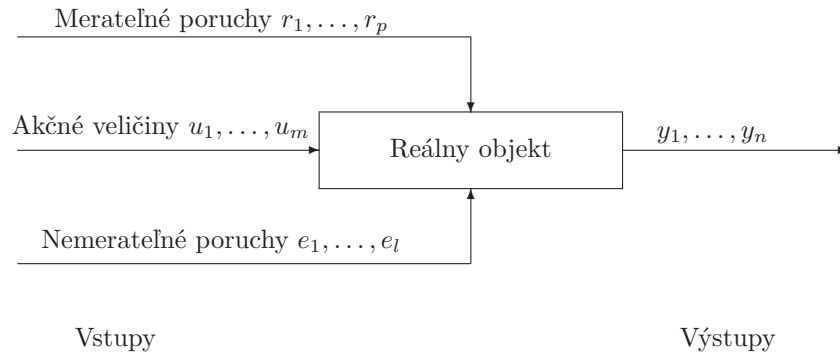 Merateľné poruchy r₁, . . . , rₚ
Akčné veličiny u₁, . . . , uₘ
Reálny objekt
y₁, . . . , yₙ
Nemerateľné poruchy e₁, . . . , eₗ
Vstupy
Výstupy